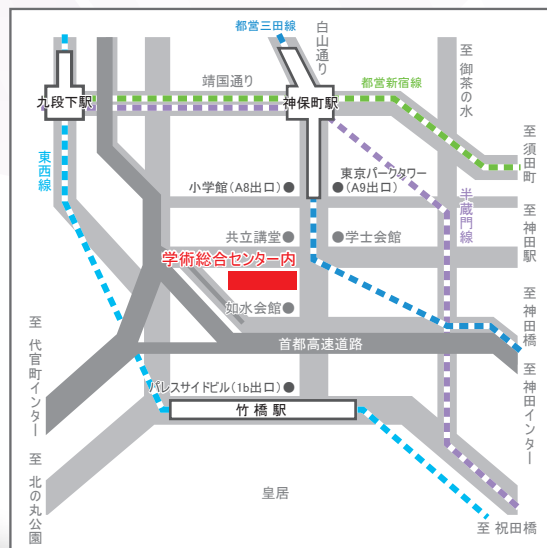 都営三田線
白山通り
至 御茶の水
靖国通り
都営新宿線
九段下駅
神保町駅
至 須田町
東西線
小学館(A8出口)
東京パークタワー
(A9出口)
半蔵門線
至 神田駅
共立講堂
学士会館
学術総合センター内
如水会館
至 神田橋
首都高速道路
至 代官町インター
至 神田インター
パレスサイドビル(1b出口)
竹橋駅
至 北の丸公園
皇居
至 祝田橋